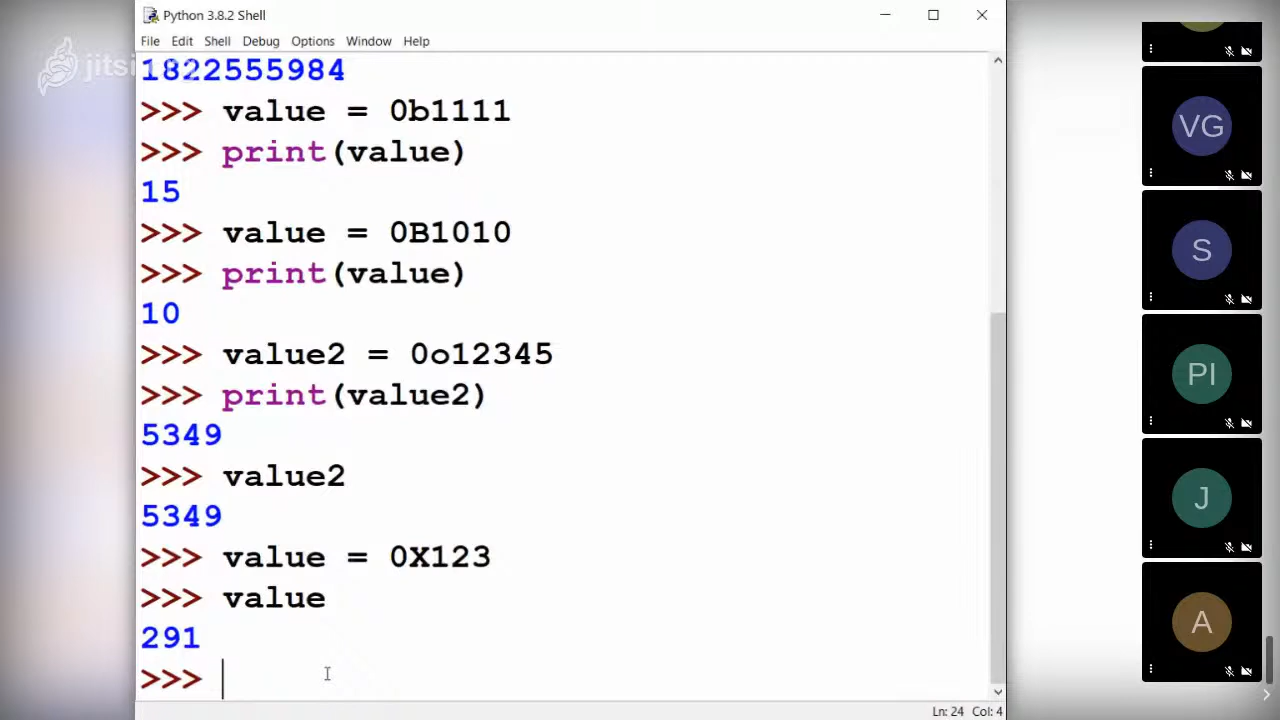 Python 3.8.2 Shell
File Edit Shell Debug Options Window Help
jitsi.org
1822555984
>>> value = 0b1111
>>> print(value)
15
>>> value = 0B1010
>>> print(value)
10
>>> value2 = 0o12345
>>> print(value2)
5349
>>> value2
5349
>>> value = 0X123
>>> value
291
>>>
Ln: 24 Col: 4
VG
S
PI
J
A